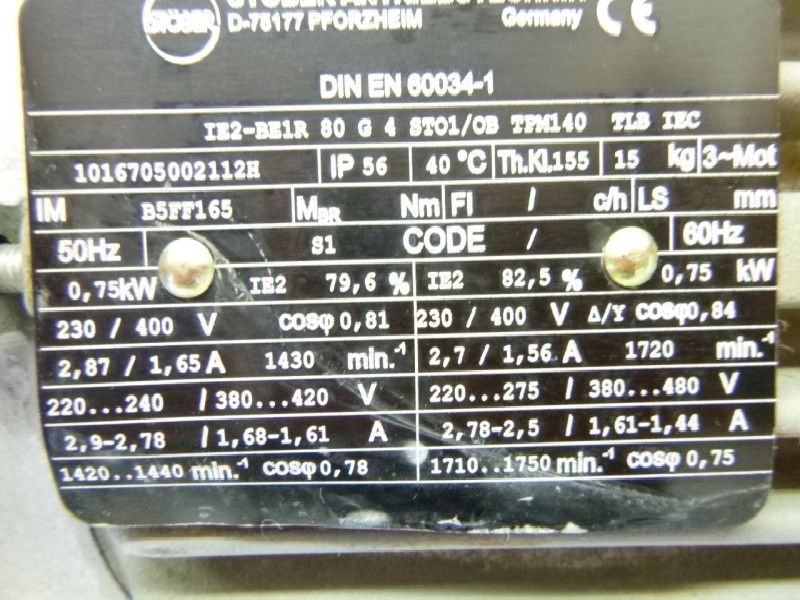 STÖBER
D-75177 PFORZHEIM Germany CE
DIN EN 60034-1
IE2-BE1R 80 G 4 STO1/OB TPM140 TLB IEC
1016705002112H IP 56 40 °C Th.Kl.155 15 kg 3~Mot
IM B5FF165 MBR Nm FI / c/h LS mm
50Hz S1 CODE / 60Hz
0,75kW IE2 79,6 % IE2 82,5 % 0,75 kW
230 / 400 V cosφ 0,81 230 / 400 V Δ/Y cosφ0,84
2,87 / 1,65 A 1430 min.⁻¹ 2,7 / 1,56 A 1720 min.⁻¹
220...240 / 380...420 V 220...275 / 380...480 V
2,9-2,78 / 1,68-1,61 A 2,78-2,5 / 1,61-1,44 A
1420..1440 min.⁻¹ cosφ 0,78 1710..1750 min.⁻¹ cosφ 0,75